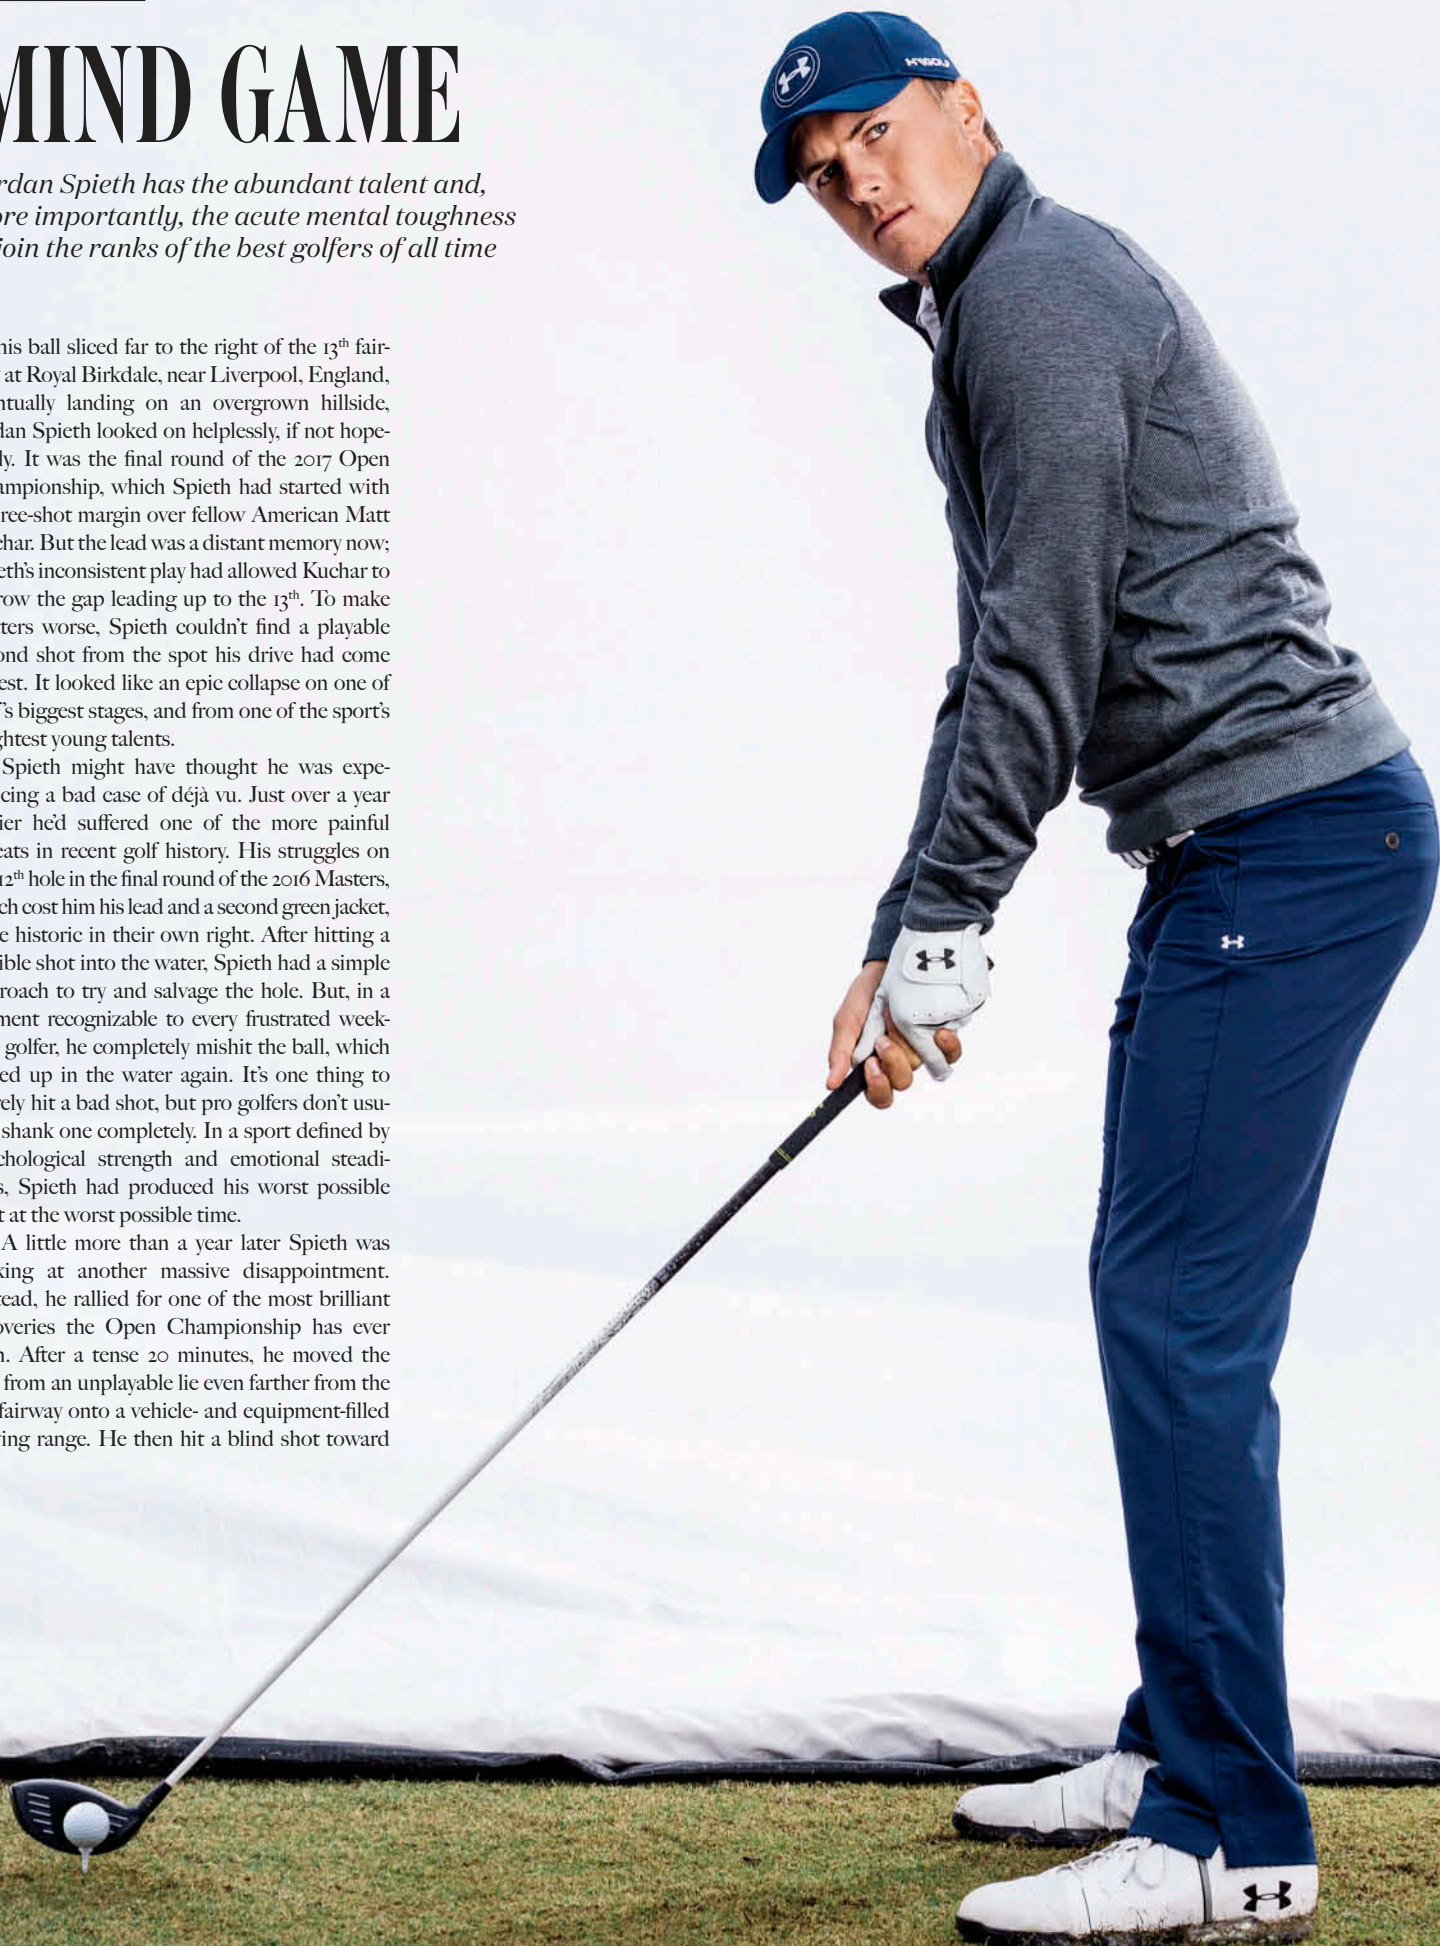 MIND GAME
rdan Spieth has the abundant talent and,
ore importantly, the acute mental toughness
join the ranks of the best golfers of all time
his ball sliced far to the right of the 13th fair-
at Royal Birkdale, near Liverpool, England,
ntually landing on an overgrown hillside,
dan Spieth looked on helplessly, if not hope-
ly. It was the final round of the 2017 Open
ampionship, which Spieth had started with
ree-shot margin over fellow American Matt
char. But the lead was a distant memory now;
eth's inconsistent play had allowed Kuchar to
row the gap leading up to the 13th. To make
ters worse, Spieth couldn't find a playable
ond shot from the spot his drive had come
est. It looked like an epic collapse on one of
f's biggest stages, and from one of the sport's
ghtest young talents.
Spieth might have thought he was expe-
cing a bad case of déjà vu. Just over a year
ier he'd suffered one of the more painful
eats in recent golf history. His struggles on
12th hole in the final round of the 2016 Masters,
ch cost him his lead and a second green jacket,
e historic in their own right. After hitting a
ible shot into the water, Spieth had a simple
roach to try and salvage the hole. But, in a
ment recognizable to every frustrated week-
golfer, he completely mishit the ball, which
ed up in the water again. It's one thing to
rely hit a bad shot, but pro golfers don't usu-
shank one completely. In a sport defined by
chological strength and emotional steadi-
s, Spieth had produced his worst possible
t at the worst possible time.
A little more than a year later Spieth was
king at another massive disappointment.
tead, he rallied for one of the most brilliant
overies the Open Championship has ever
n. After a tense 20 minutes, he moved the
from an unplayable lie even farther from the
fairway onto a vehicle- and equipment-filled
ving range. He then hit a blind shot toward